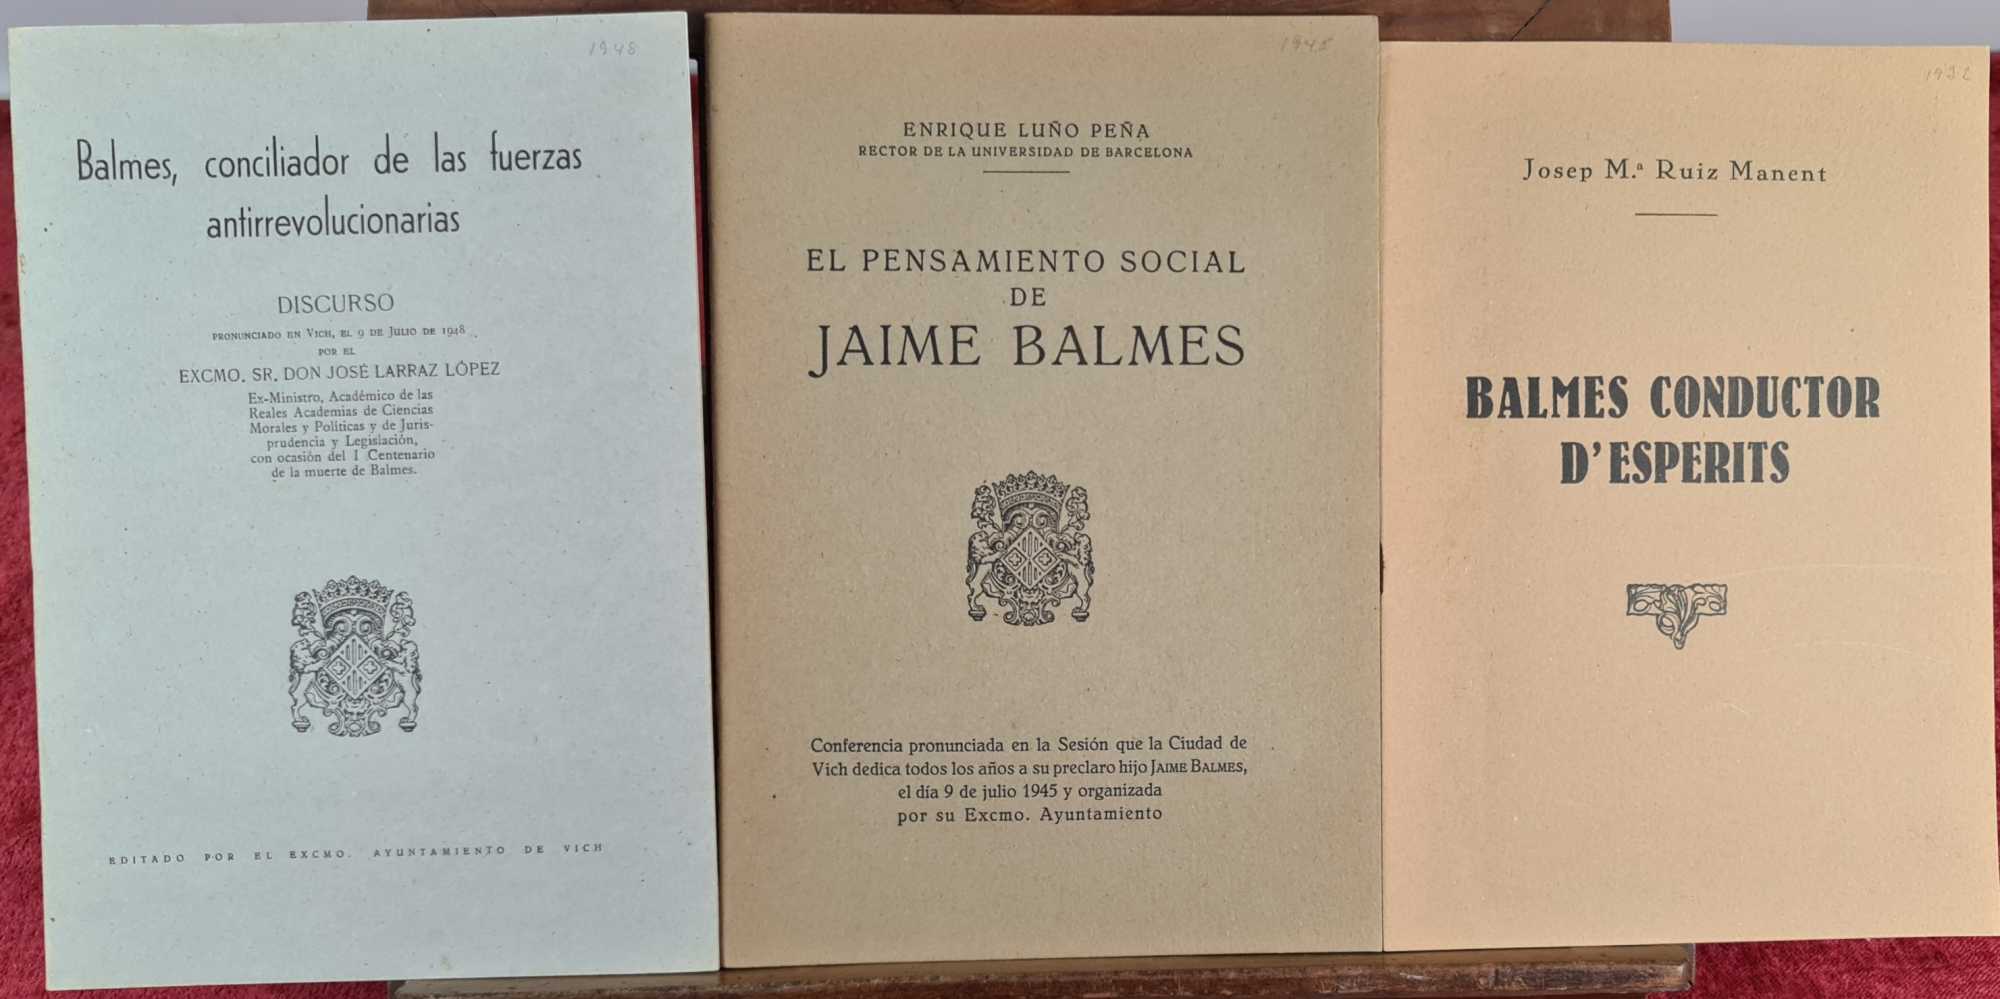 1948
Balmes, conciliador de las fuerzas
antirrevolucionarias
DISCURSO
PRONUNCIADO EN VICH, EL 9 DE JULIO DE 1948
POR EL
EXCMO. SR. DON JOSÉ LARRAZ LÓPEZ
Ex-Ministro, Académico de las
Reales Academias de Ciencias
Morales y Políticas y de Juris-
prudencia y Legislación,
con ocasión del I Centenario
de la muerte de Balmes.
EDITADO POR EL EXCMO. AYUNTAMIENTO DE VICH
1945
ENRIQUE LUÑO PEÑA
RECTOR DE LA UNIVERSIDAD DE BARCELONA
EL PENSAMIENTO SOCIAL
DE
JAIME BALMES
Conferencia pronunciada en la Sesión que la Ciudad de
Vich dedica todos los años a su preclaro hijo JAIME BALMES,
el día 9 de julio 1945 y organizada
por su Excmo. Ayuntamiento
1932
Josep M.ª Ruiz Manent
BALMES CONDUCTOR
D'ESPERITS